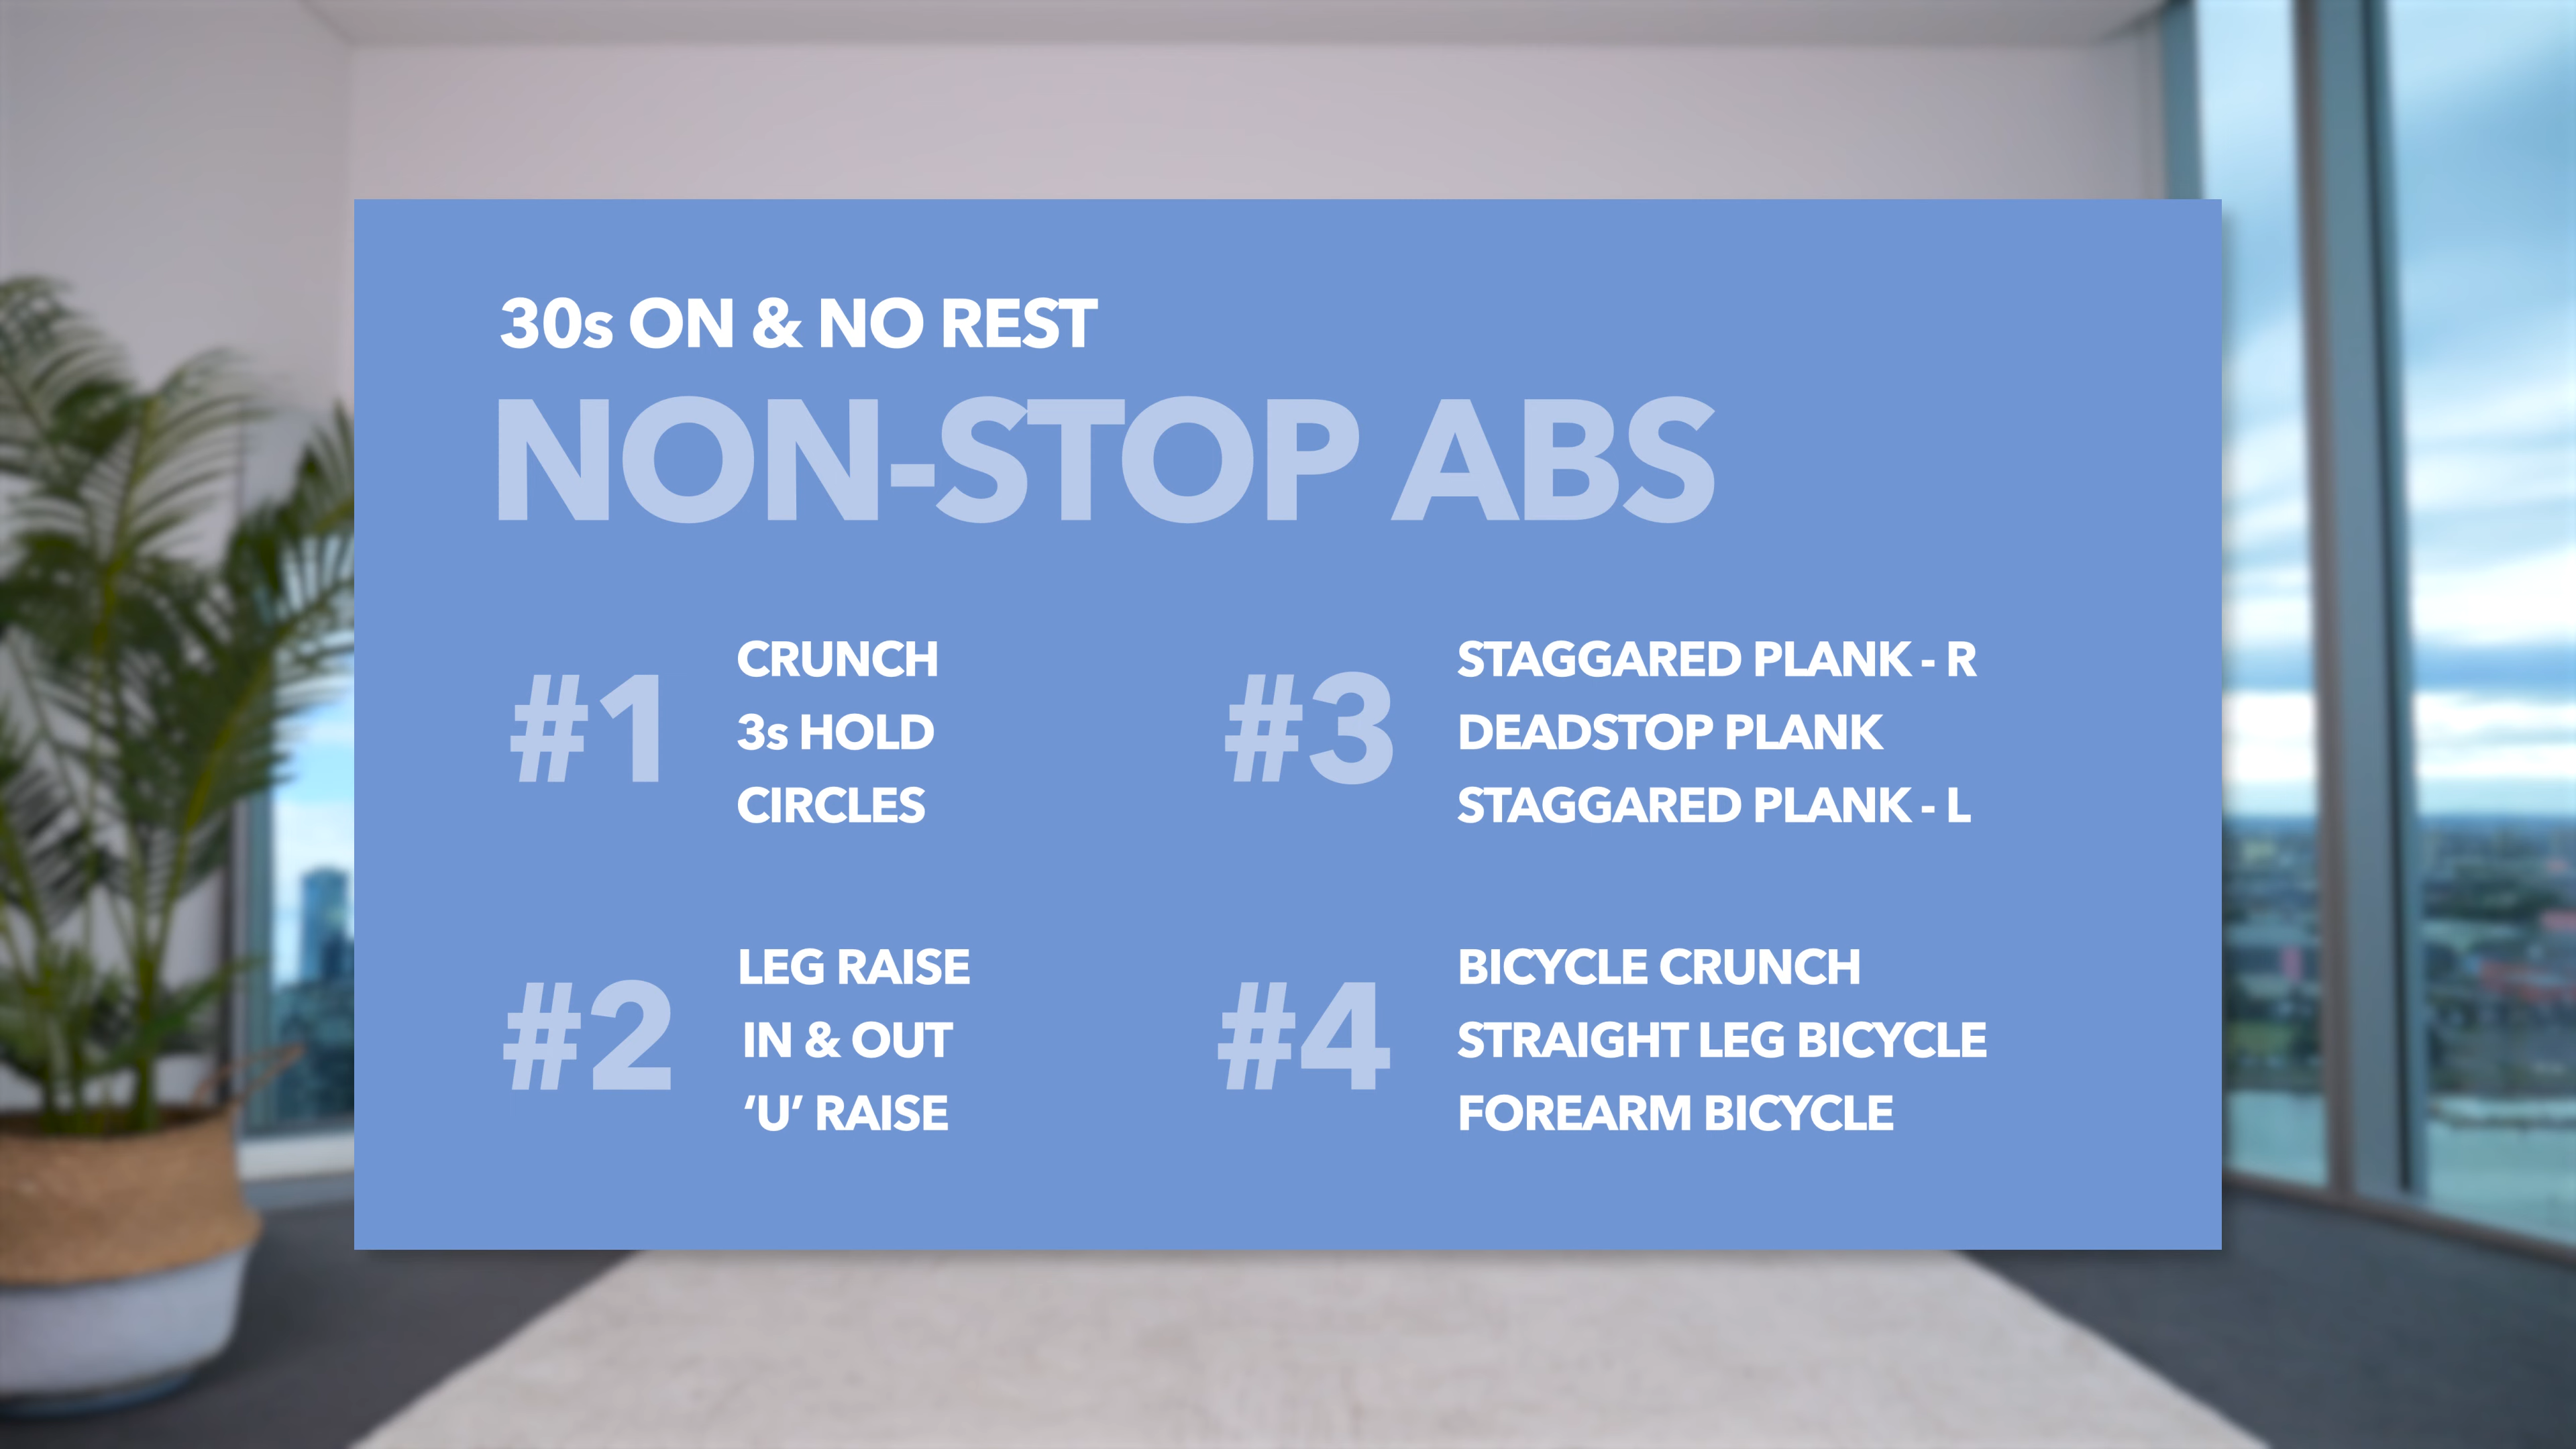 30s ON & NO REST
NON-STOP ABS
#1
CRUNCH
3s HOLD
CIRCLES
#2
LEG RAISE
IN & OUT
‘U’ RAISE
#3
STAGGARED PLANK - R
DEADSTOP PLANK
STAGGARED PLANK - L
#4
BICYCLE CRUNCH
STRAIGHT LEG BICYCLE
FOREARM BICYCLE